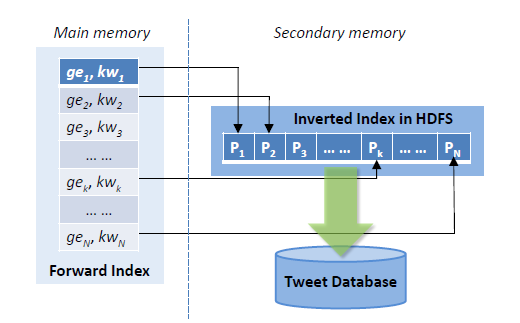 Main memory
Secondary memory
ge1, kw1
ge2, kw2
ge3, kw3
... ...
gek, kwk
... ...
geN, kwN
Forward Index
Inverted Index in HDFS
P1 P2 P3 ... ... Pk ... ... PN
Tweet Database